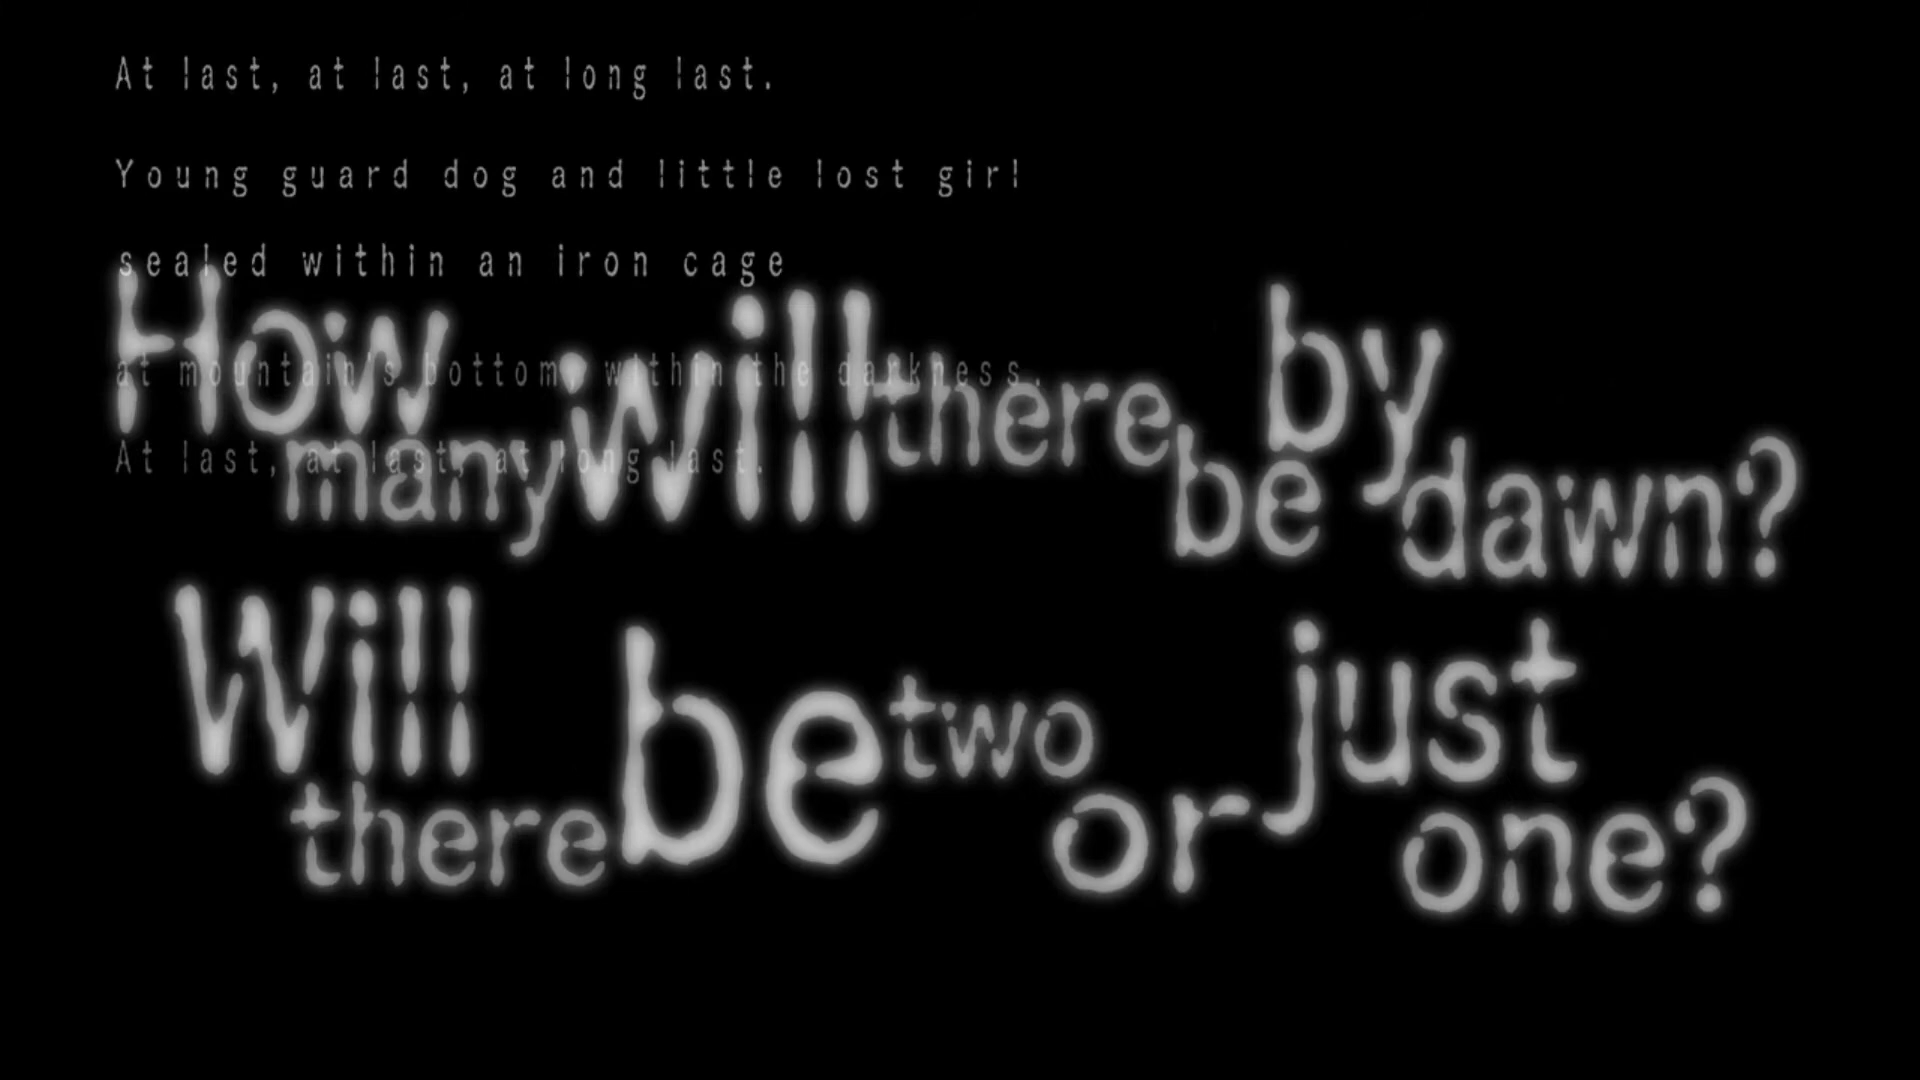 At last, at last, at long last.
Young guard dog and little lost girl
sealed within an iron cage
at mountain's bottom, within the darkness.
At last, at last, at long last.
How many will there be by dawn?
Will there be two or just one?